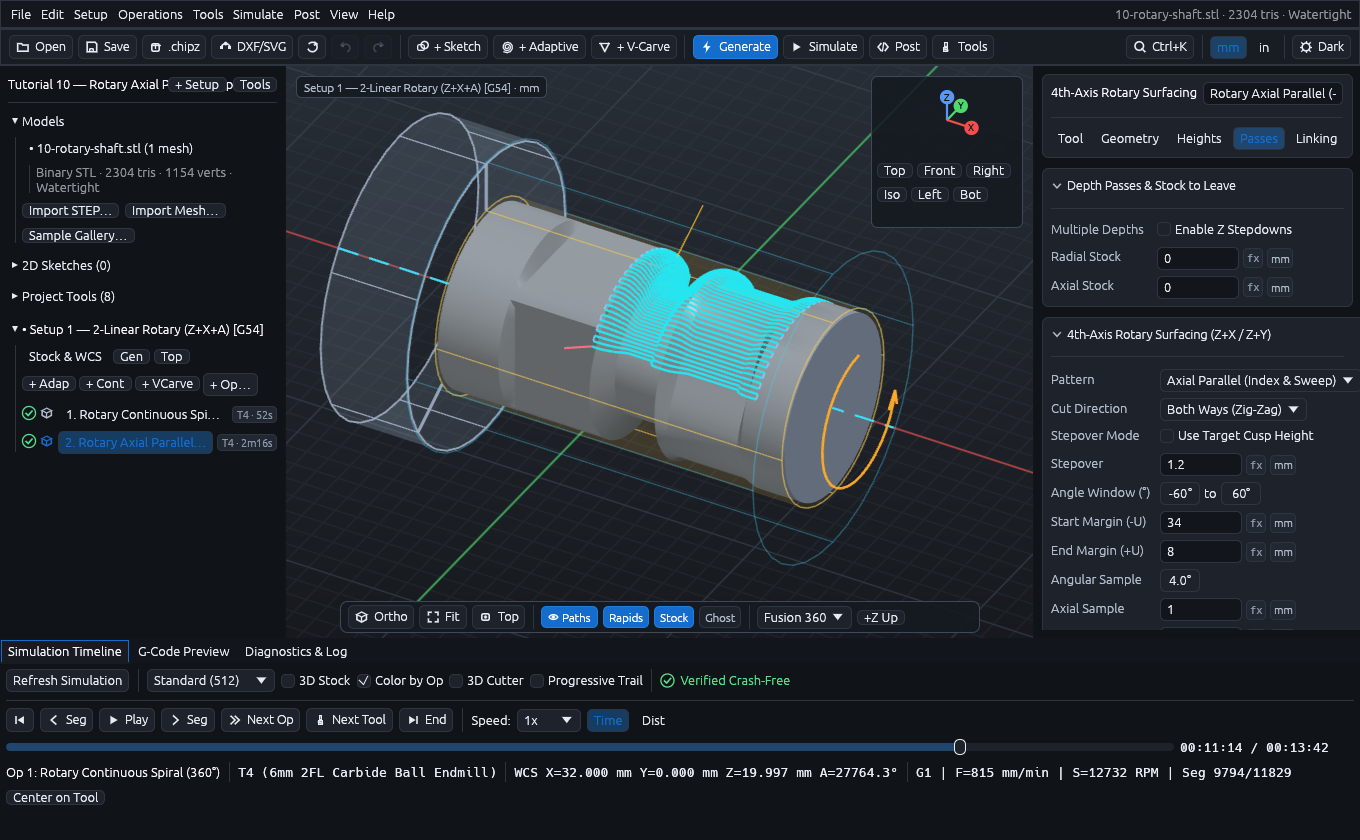 File Edit Setup Operations Tools Simulate Post View Help
10-rotary-shaft.stl · 2304 tris · Watertight
Open Save .chipz DXF/SVG + Sketch + Adaptive + V-Carve Generate Simulate Post Tools Ctrl+K mm in Dark
Tutorial 10 — Rotary Axial P + Setup p Tools
Models
• 10-rotary-shaft.stl (1 mesh)
Binary STL · 2304 tris · 1154 verts ·
Watertight
Import STEP… Import Mesh…
Sample Gallery…
2D Sketches (0)
Project Tools (8)
• Setup 1 — 2-Linear Rotary (Z+X+A) [G54]
Stock & WCS Gen Top
+ Adap + Cont + VCarve + Op…
1. Rotary Continuous Spi… T4 · 52s
2. Rotary Axial Parallel… T4 · 2m16s
Setup 1 — 2-Linear Rotary (Z+X+A) [G54] · mm
Z Y X
Top Front Right
Iso Left Bot
Ortho Fit Top Paths Rapids Stock Ghost Fusion 360 +Z Up
4th-Axis Rotary Surfacing Rotary Axial Parallel (-
Tool Geometry Heights Passes Linking
Depth Passes & Stock to Leave
Multiple Depths Enable Z Stepdowns
Radial Stock 0 fx mm
Axial Stock 0 fx mm
4th-Axis Rotary Surfacing (Z+X / Z+Y)
Pattern Axial Parallel (Index & Sweep)
Cut Direction Both Ways (Zig-Zag)
Stepover Mode Use Target Cusp Height
Stepover 1.2 fx mm
Angle Window (°) -60° to 60°
Start Margin (-U) 34 fx mm
End Margin (+U) 8 fx mm
Angular Sample 4.0°
Axial Sample 1 fx mm
Simulation Timeline G-Code Preview Diagnostics & Log
Refresh Simulation Standard (512) 3D Stock Color by Op 3D Cutter Progressive Trail Verified Crash-Free
Seg Play Seg Next Op Next Tool End Speed: 1x Time Dist
00:11:14 / 00:13:42
Op 1: Rotary Continuous Spiral (360°) T4 (6mm 2FL Carbide Ball Endmill) WCS X=32.000 mm Y=0.000 mm Z=19.997 mm A=27764.3° G1 | F=815 mm/min | S=12732 RPM | Seg 9794/11829
Center on Tool